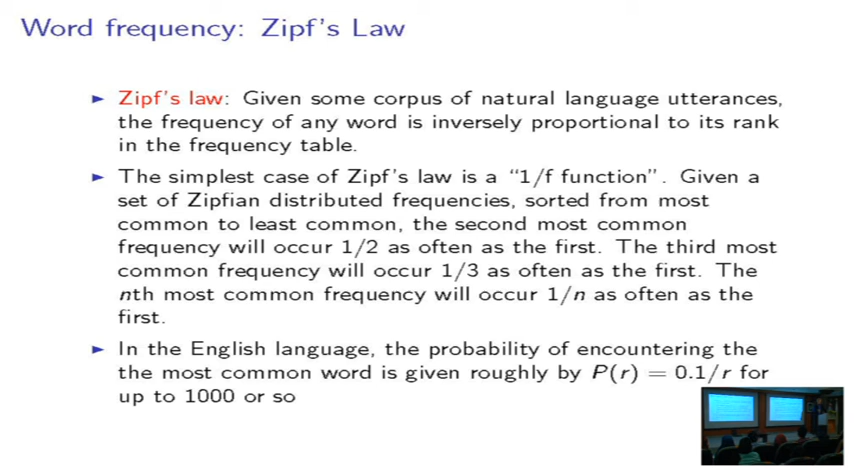 Word frequency: Zipf's Law
► Zipf's law: Given some corpus of natural language utterances,
the frequency of any word is inversely proportional to its rank
in the frequency table.
► The simplest case of Zipf's law is a "1/f function". Given a
set of Zipfian distributed frequencies, sorted from most
common to least common, the second most common
frequency will occur 1/2 as often as the first. The third most
common frequency will occur 1/3 as often as the first. The
nth most common frequency will occur 1/n as often as the
first.
► In the English language, the probability of encountering the
the most common word is given roughly by P(r) = 0.1/r for
up to 1000 or so